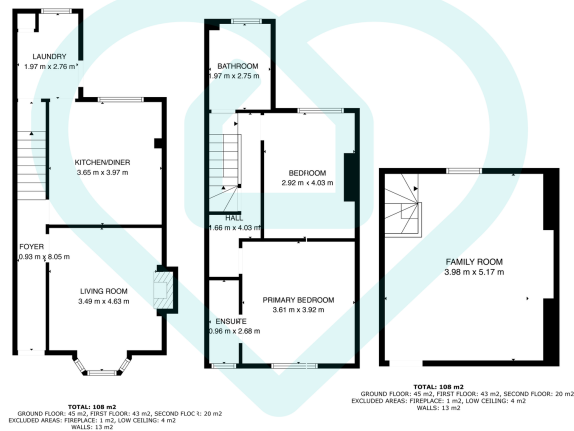 LAUNDRY
1.97 m x 2.76 m
KITCHEN/DINER
3.65 m x 3.97 m
FOYER
0.93 m x 8.05 m
LIVING ROOM
3.49 m x 4.63 m
BATHROOM
1.97 m x 2.75 m
BEDROOM
2.92 m x 4.03 m
HALL
1.66 m x 4.03 m
PRIMARY BEDROOM
3.61 m x 3.92 m
ENSUITE
0.96 m x 2.68 m
FAMILY ROOM
3.98 m x 5.17 m
TOTAL: 108 m2
GROUND FLOOR: 45 m2, FIRST FLOOR: 43 m2, SECOND FLOOR: 20 m2
EXCLUDED AREAS: FIREPLACE: 1 m2, LOW CEILING: 4 m2
WALLS: 13 m2
TOTAL: 108 m2
GROUND FLOOR: 45 m2, FIRST FLOOR: 43 m2, SECOND FLOOR: 20 m2
EXCLUDED AREAS: FIREPLACE: 1 m2, LOW CEILING: 4 m2
WALLS: 13 m2